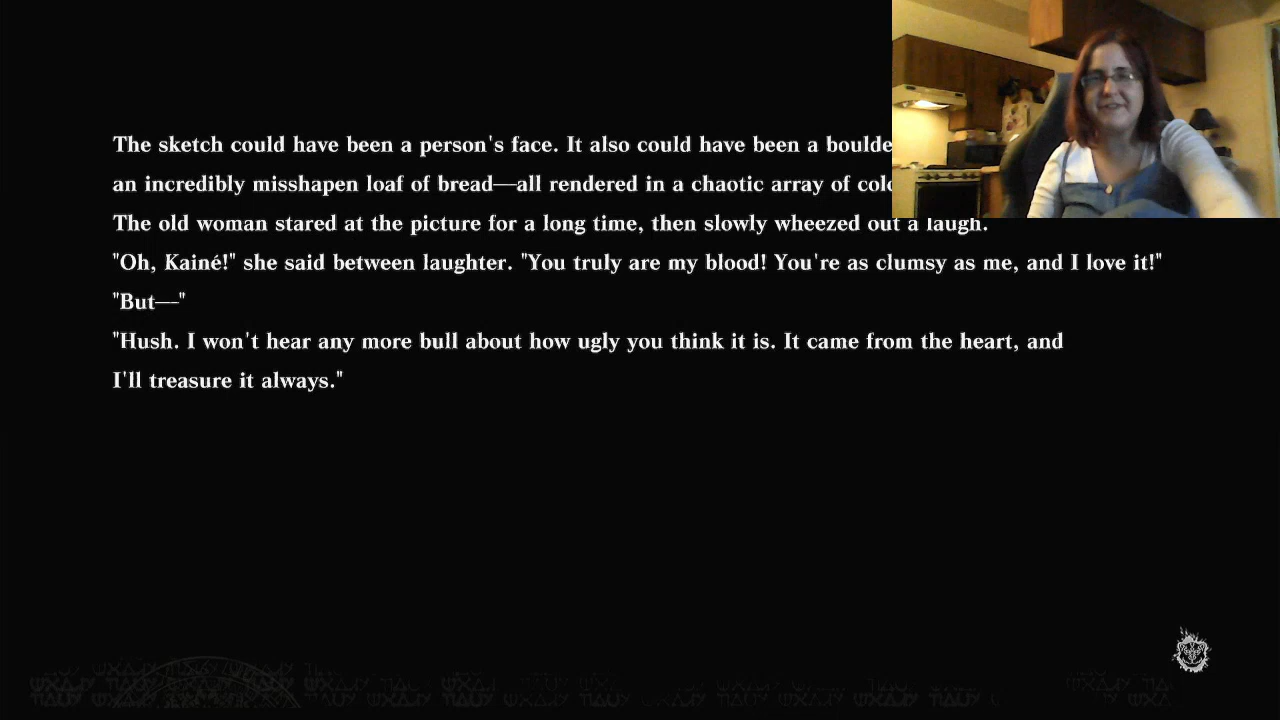 The sketch could have been a person's face. It also could have been a
an incredibly misshapen loaf of bread—all rendered in a chaotic array of
The old woman stared at the picture for a long time, then slowly wheezed out a laugh.
"Oh, Kainé!" she said between laughter. "You truly are my blood! You're as clumsy as me, and I love it!"
"But—"
"Hush. I won't hear any more bull about how ugly you think it is. It came from the heart, and
I'll treasure it always."